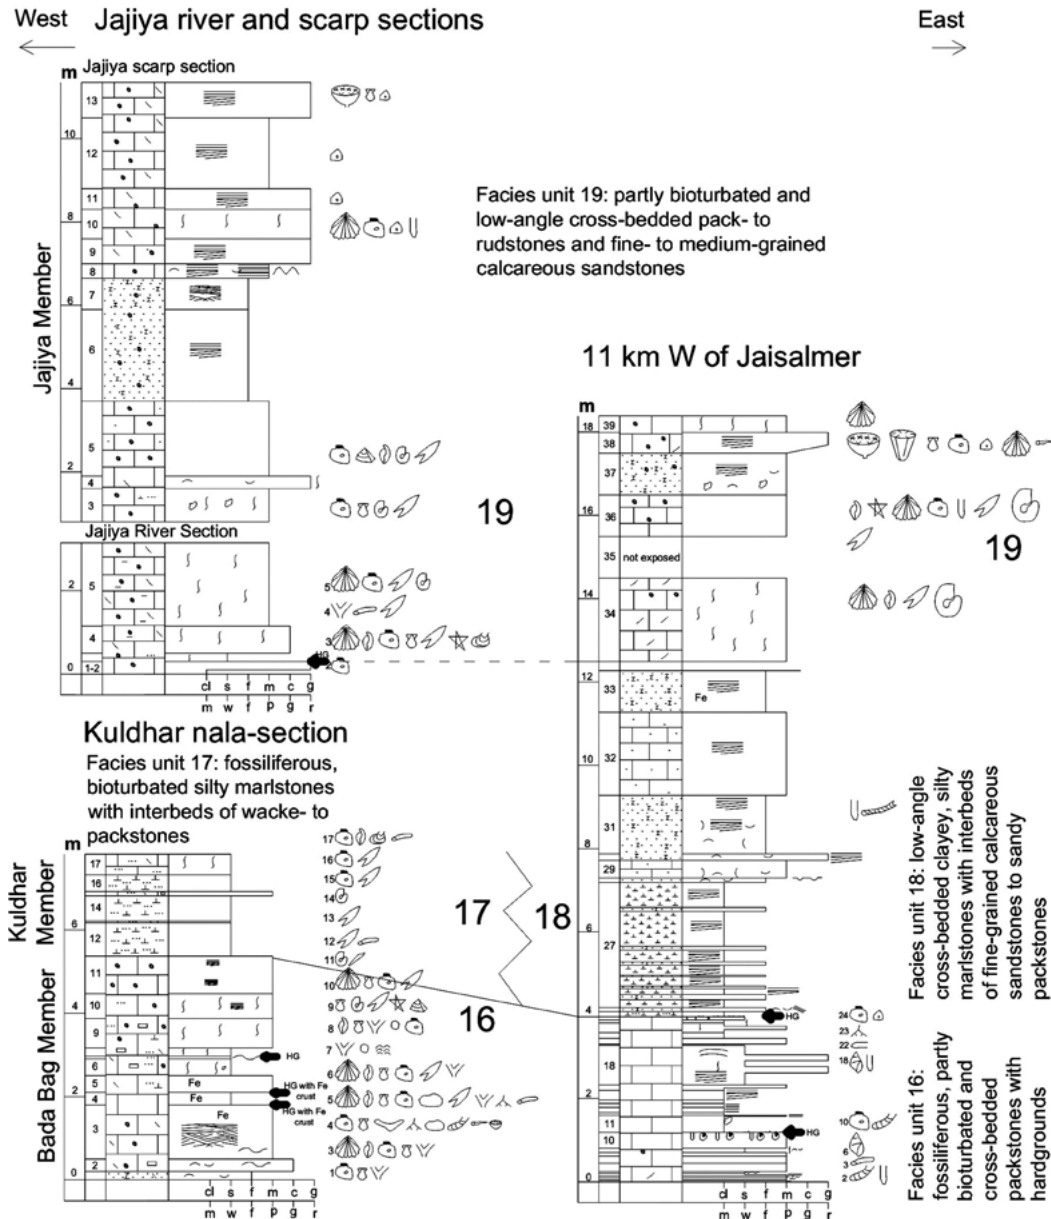 West
Jajiya river and scarp sections
East
m
Jajiya scarp section
13
10
12
11
8
10
9
8
7
6
6
4
5
2
4
3
Jajiya Member
19
Facies unit 19: partly bioturbated and
low-angle cross-bedded pack- to
rudstones and fine- to medium-grained
calcareous sandstones
Jajiya River Section
2
5
4
0
1-2
5
4
3
HG
2
cl s f m c g
m w f p g r
Kuldhar nala-section
Facies unit 17: fossiliferous,
bioturbated silty marlstones
with interbeds of wacke- to
packstones
m
Kuldhar
Member
Bada Bag Member
17
16
14
6
12
11
4
10
9
6
2
5
4
3
2
0
HG
Fe
HG with Fe
crust
Fe
HG with Fe
crust
Fe
17
16
15
14
13
12
11
10
9
8
7
6
5
4
3
1
cl s f m c g
m w f p g r
17
18
16
11 km W of Jaisalmer
m
18
39
38
37
16
36
35
not exposed
14
34
12
33
Fe
10
32
31
8
29
6
27
4
18
2
11
10
0
HG
HG
24
23
22
18
10
6
3
2
19
cl s f m c g
m w f p g r
Facies unit 18: low-angle
cross-bedded clayey, silty
marlstones with interbeds
of fine-grained calcareous
sandstones to sandy
packstones
Facies unit 16:
fossiliferous, partly
bioturbated and
cross-bedded
packstones with
hardgrounds